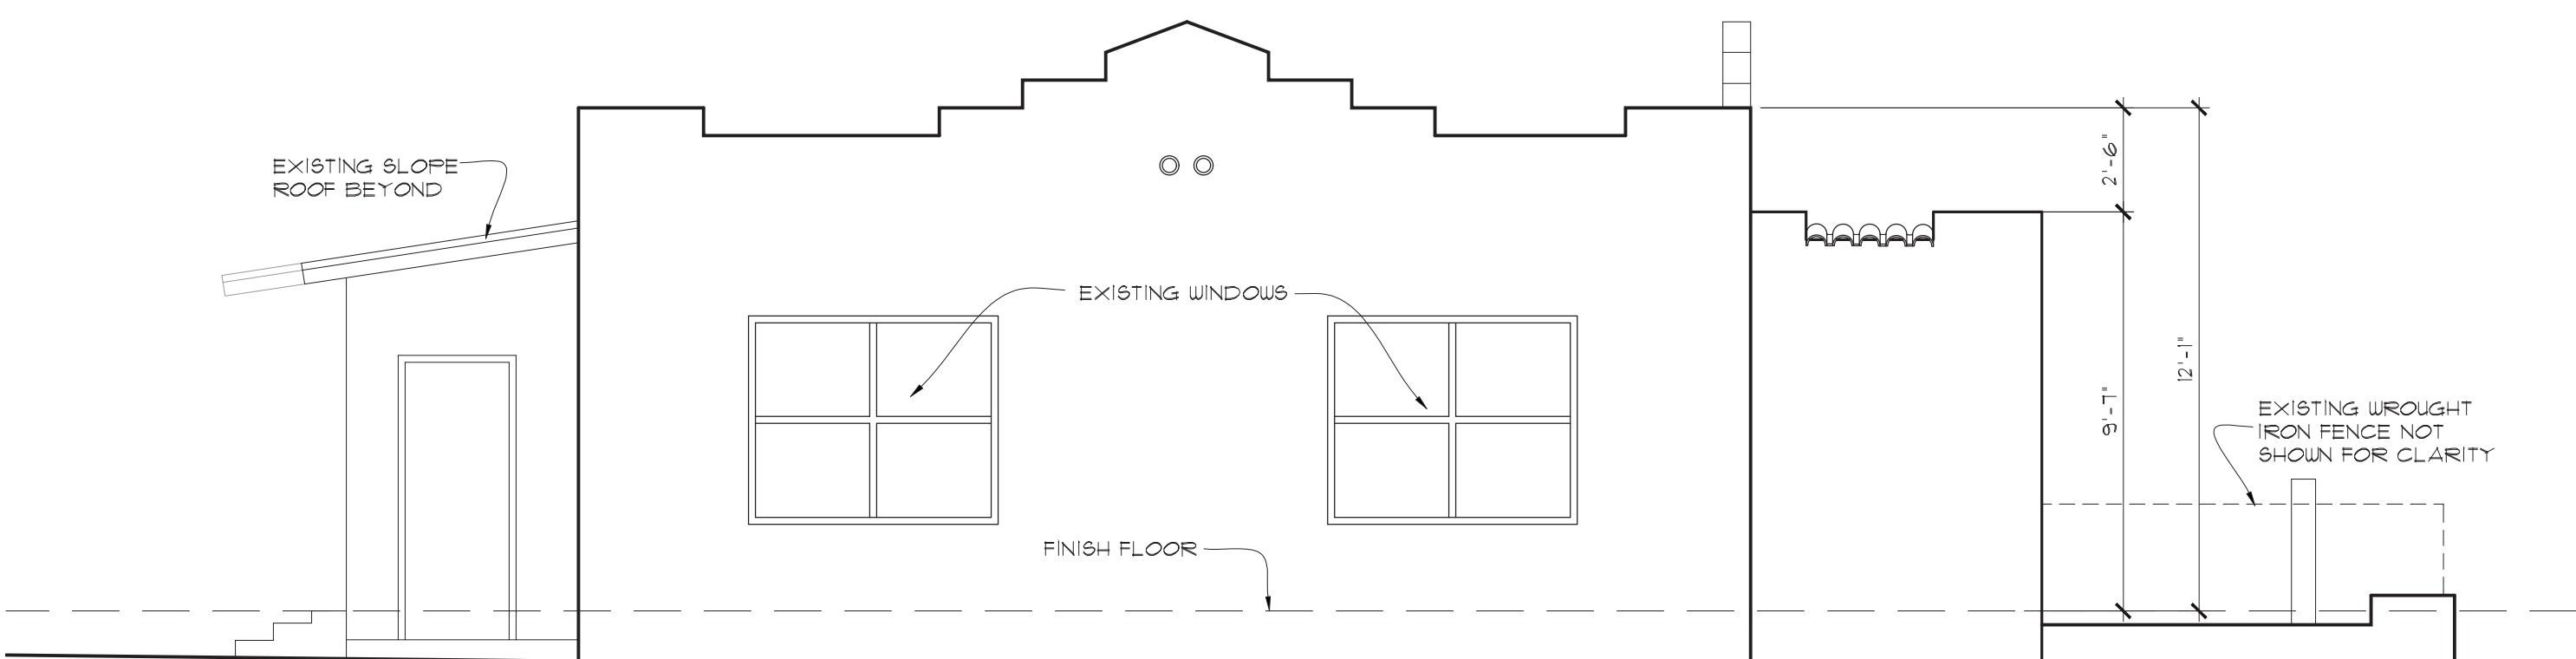 EXISTING SLOPE
ROOF BEYOND
EXISTING WINDOWS
FINISH FLOOR
2'-6"
9'-7"
12'-1"
EXISTING WROUGHT
IRON FENCE NOT
SHOWN FOR CLARITY